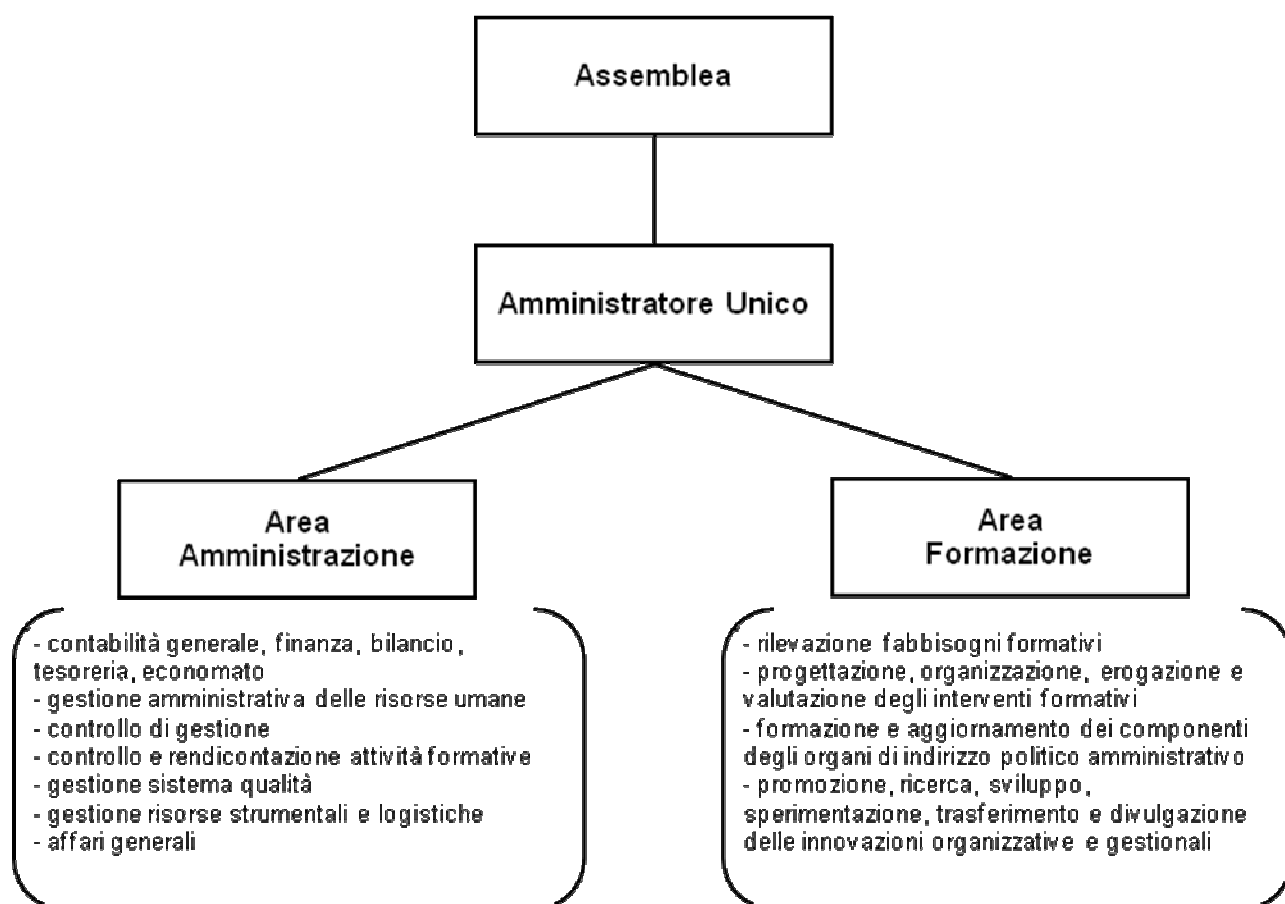 Assemblea
Amministratore Unico
Area
Amministrazione
- contabilità generale, finanza, bilancio,
tesoreria, economato
- gestione amministrativa delle risorse umane
- controllo di gestione
- controllo e rendicontazione attività formative
- gestione sistema qualità
- gestione risorse strumentali e logistiche
- affari generali
Area
Formazione
- rilevazione fabbisogni formativi
- progettazione, organizzazione, erogazione e
valutazione degli interventi formativi
- formazione e aggiornamento dei componenti
degli organi di indirizzo politico amministrativo
- promozione, ricerca, sviluppo,
sperimentazione, trasferimento e divulgazione
delle innovazioni organizzative e gestionali